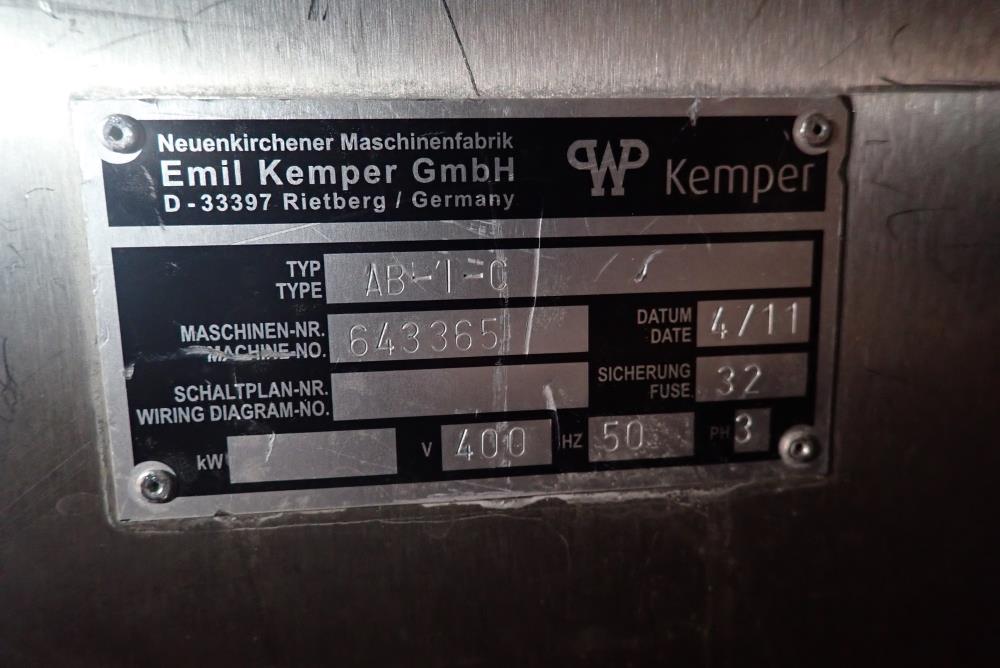 Neuenkirchener Maschinenfabrik
Emil Kemper GmbH
D-33397 Rietberg / Germany
WP Kemper
TYP
TYPE
AB-1-C
MASCHINEN-NR.
MACHINE-NO.
643365
DATUM
DATE
4/11
SCHALTPLAN-NR.
WIRING DIAGRAM-NO.
SICHERUNG
FUSE.
32
kW
V 400 HZ 50 PH 3